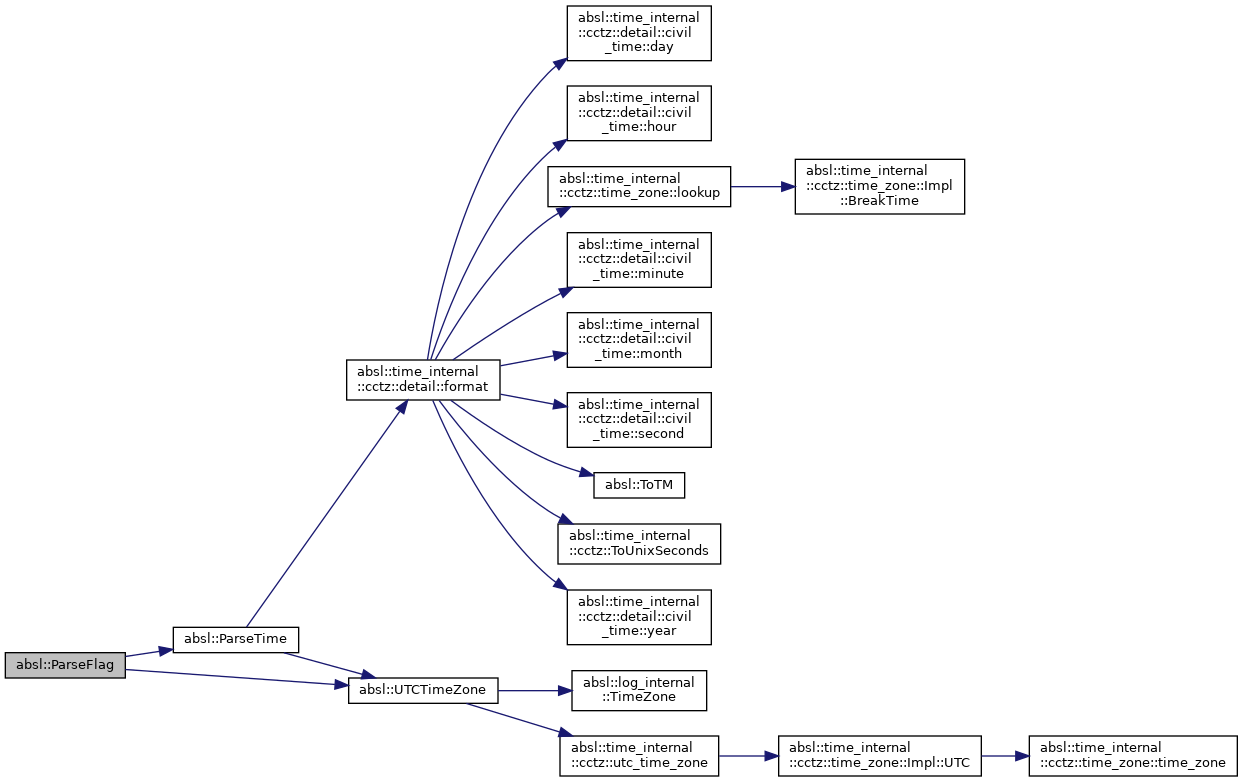 absl::time_internal
::cctz::detail::civil
_time::day
absl::time_internal
::cctz::detail::civil
_time::hour
absl::time_internal
::cctz::time_zone::lookup
absl::time_internal
::cctz::time_zone::Impl
::BreakTime
absl::time_internal
::cctz::detail::civil
_time::minute
absl::time_internal
::cctz::detail::civil
_time::month
absl::time_internal
::cctz::detail::format
absl::time_internal
::cctz::detail::civil
_time::second
absl::ToTM
absl::time_internal
::cctz::ToUnixSeconds
absl::time_internal
::cctz::detail::civil
_time::year
absl::ParseTime
absl::ParseFlag
absl::UTCTimeZone
absl::log_internal
::TimeZone
absl::time_internal
::cctz::utc_time_zone
absl::time_internal
::cctz::time_zone::Impl::UTC
absl::time_internal
::cctz::time_zone::time_zone